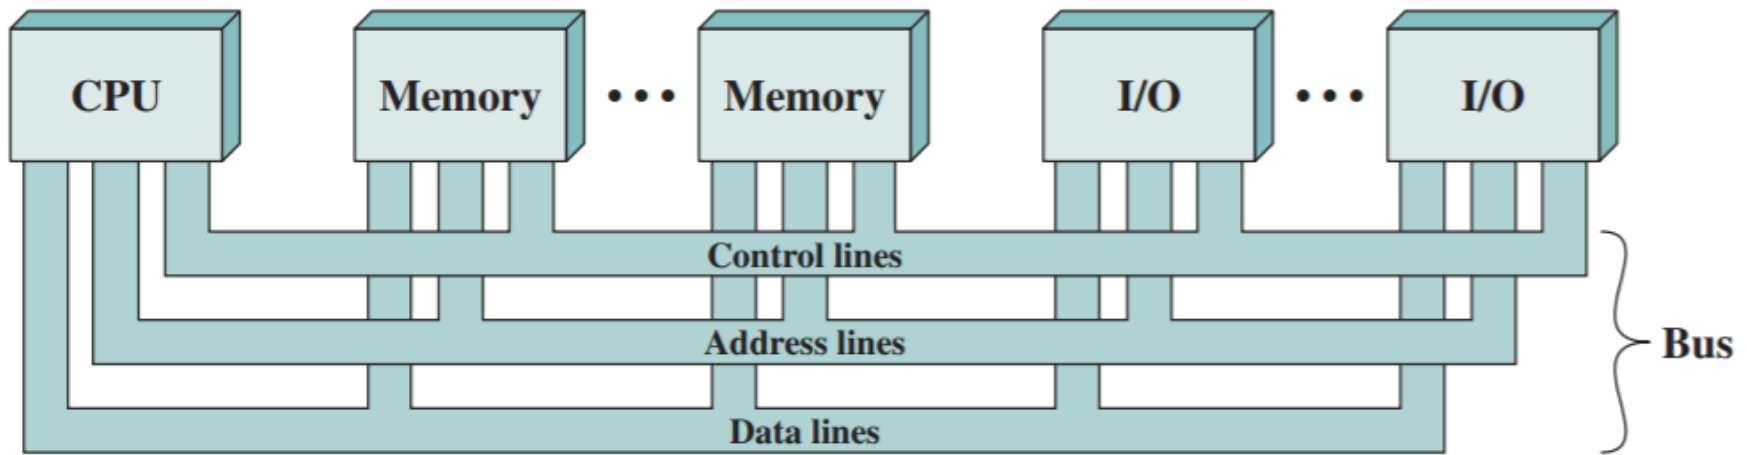 CPU
Memory
• • •
Memory
I/O
• • •
I/O
Control lines
Address lines
Bus
Data lines